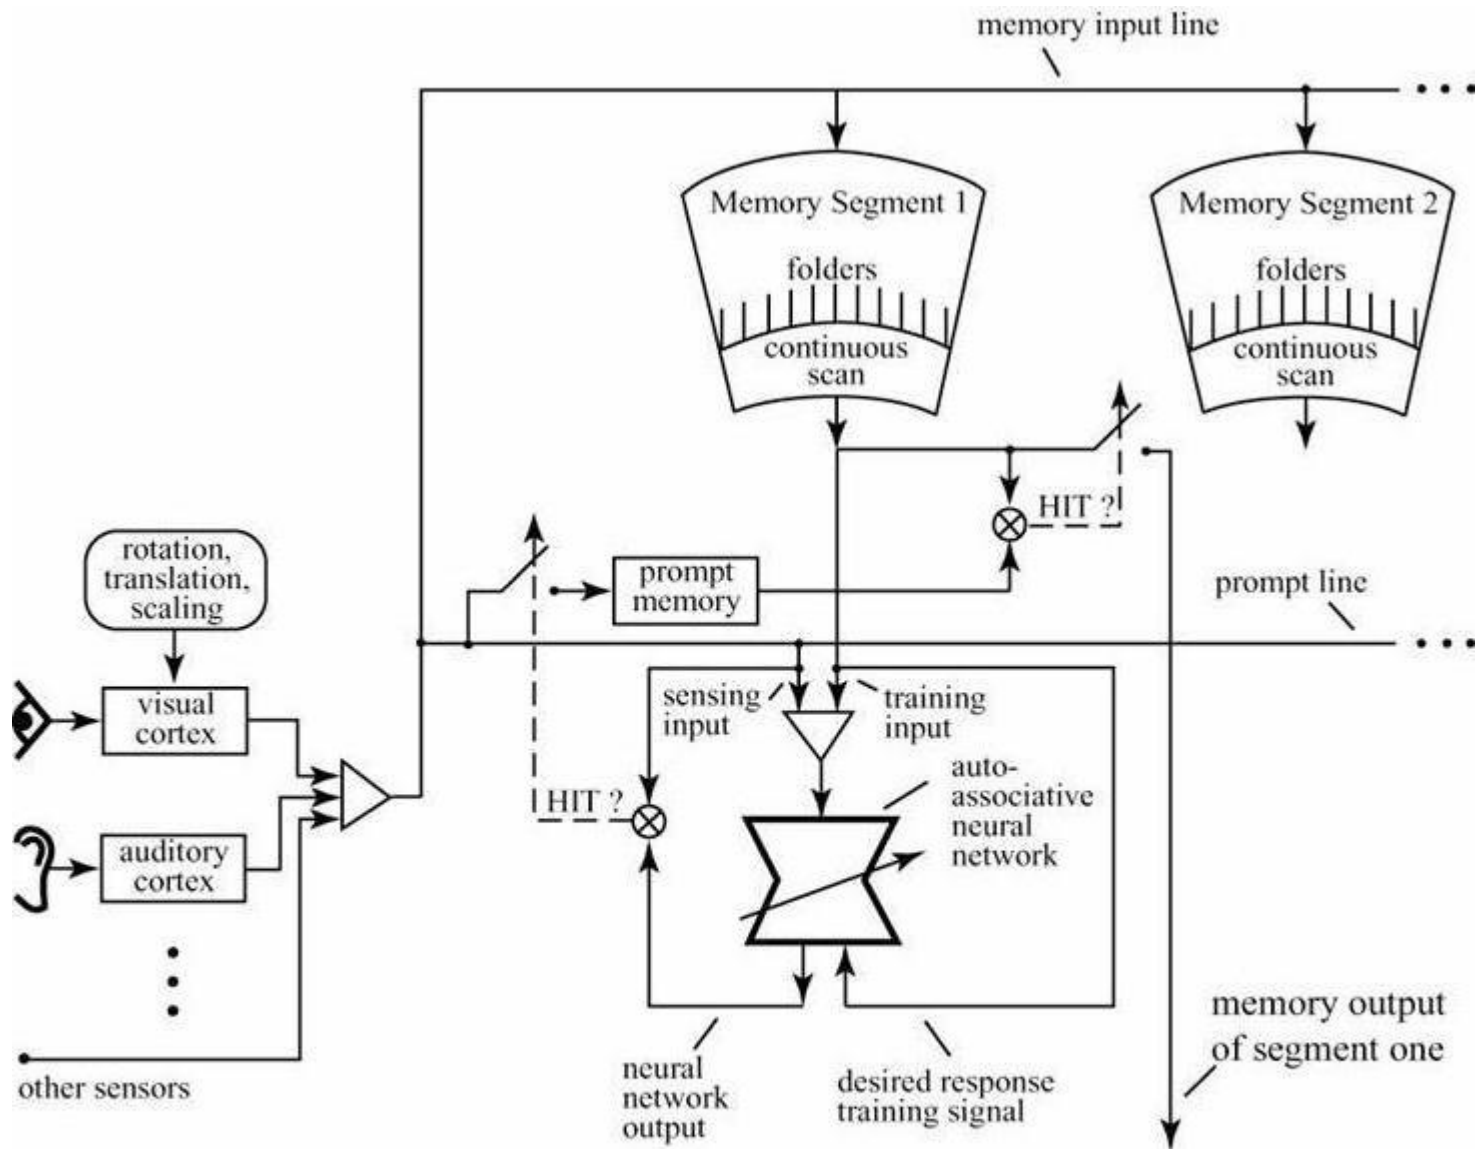 memory input line
Memory Segment 1
folders
continuous
scan
Memory Segment 2
folders
continuous
scan
HIT ?
rotation,
translation,
scaling
prompt
memory
prompt line
visual
cortex
sensing
input
training
input
HIT ?
auto-
associative
neural
network
auditory
cortex
other sensors
neural
network
output
desired response
training signal
memory output
of segment one